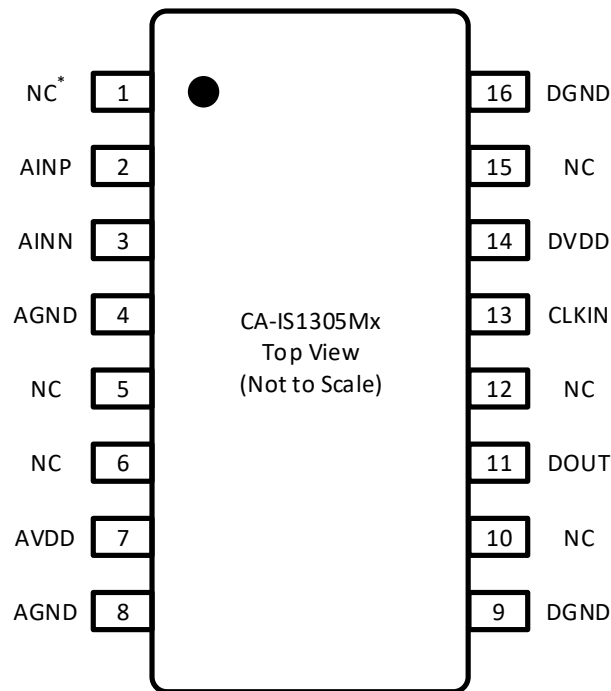 NC* 1 16 DGND
AINP 2 15 NC
AINN 3 14 DVDD
AGND 4 13 CLKIN
CA-IS1305Mx
Top View
(Not to Scale)
NC 5 12 NC
NC 6 11 DOUT
AVDD 7 10 NC
AGND 8 9 DGND